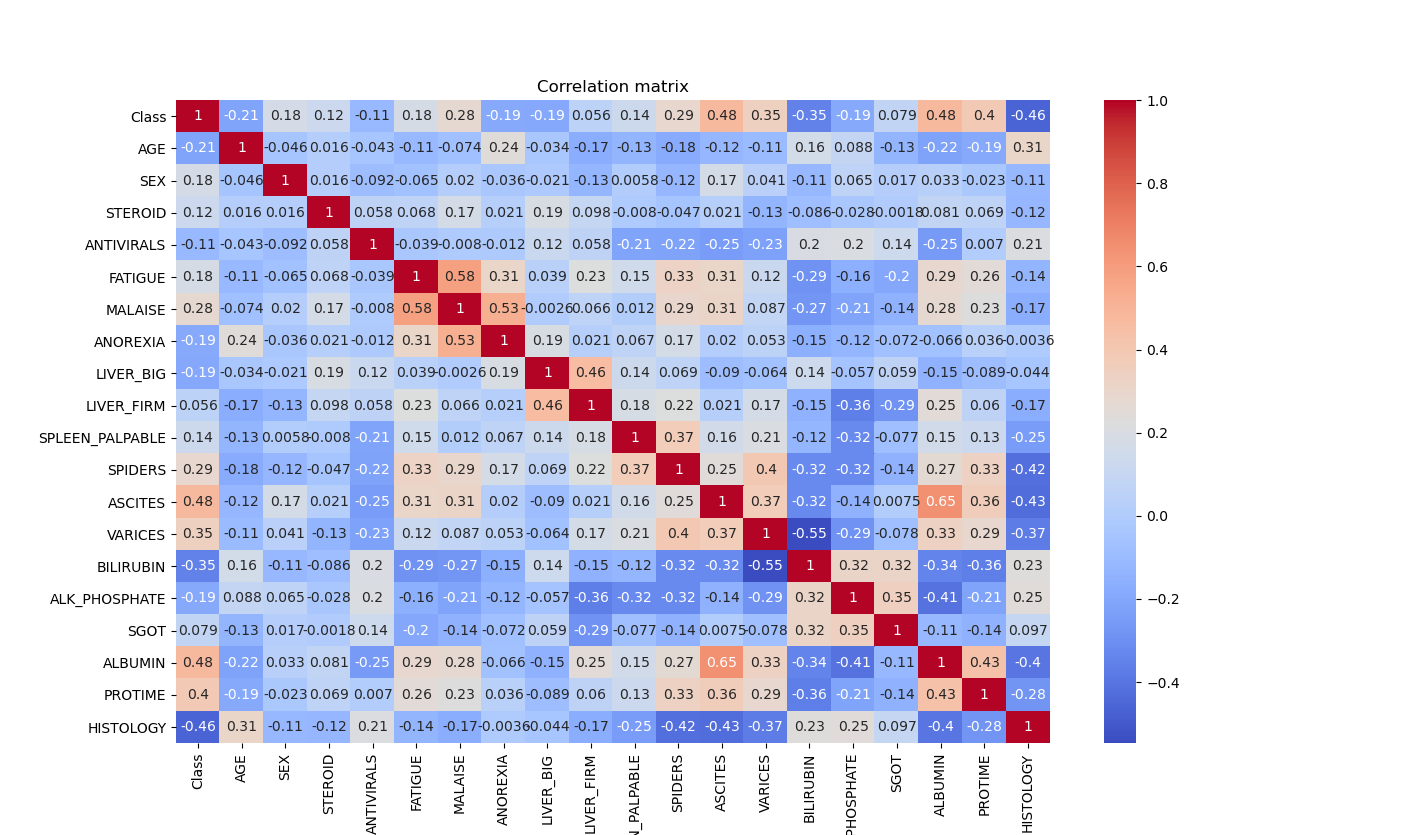 Correlation matrix
Class 1 -0.21 0.18 0.12 -0.11 0.18 0.28 -0.19 -0.19 0.056 0.14 0.29 0.48 0.35 -0.35 -0.19 0.079 0.48 0.4 -0.46
AGE -0.21 1 -0.046 0.016 -0.043 -0.11 -0.074 0.24 -0.034 -0.17 -0.13 -0.18 -0.12 -0.11 0.16 0.088 -0.13 -0.22 -0.19 0.31
SEX 0.18 -0.046 1 0.016 -0.092 -0.065 0.02 -0.036 -0.021 -0.13 0.0058 -0.12 0.17 0.041 -0.11 0.065 0.017 0.033 -0.023 -0.11
STEROID 0.12 0.016 0.016 1 0.058 0.068 0.17 0.021 0.19 0.098 -0.008 -0.047 0.021 -0.13 -0.086 -0.028 -0.0018 0.081 0.069 -0.12
ANTIVIRALS -0.11 -0.043 -0.092 0.058 1 -0.039 -0.008 -0.012 0.12 0.058 -0.21 -0.22 -0.25 -0.23 0.2 0.2 0.14 -0.25 0.007 0.21
FATIGUE 0.18 -0.11 -0.065 0.068 -0.039 1 0.58 0.31 0.039 0.23 0.15 0.33 0.31 0.12 -0.29 -0.16 -0.2 0.29 0.26 -0.14
MALAISE 0.28 -0.074 0.02 0.17 -0.008 0.58 1 0.53 -0.0026 0.066 0.012 0.29 0.31 0.087 -0.27 -0.21 -0.14 0.28 0.23 -0.17
ANOREXIA -0.19 0.24 -0.036 0.021 -0.012 0.31 0.53 1 0.19 0.021 0.067 0.17 0.02 0.053 -0.15 -0.12 -0.072 -0.066 0.036 -0.0036
LIVER_BIG -0.19 -0.034 -0.021 0.19 0.12 0.039 -0.0026 0.19 1 0.46 0.14 0.069 -0.09 -0.064 0.14 -0.057 0.059 -0.15 -0.089 -0.044
LIVER_FIRM 0.056 -0.17 -0.13 0.098 0.058 0.23 0.066 0.021 0.46 1 0.18 0.22 0.021 0.17 -0.15 -0.36 -0.29 0.25 0.06 -0.17
SPLEEN_PALPABLE 0.14 -0.13 0.0058 -0.008 -0.21 0.15 0.012 0.067 0.14 0.18 1 0.37 0.16 0.21 -0.12 -0.32 -0.077 0.15 0.13 -0.25
SPIDERS 0.29 -0.18 -0.12 -0.047 -0.22 0.33 0.29 0.17 0.069 0.22 0.37 1 0.25 0.4 -0.32 -0.32 -0.14 0.27 0.33 -0.42
ASCITES 0.48 -0.12 0.17 0.021 -0.25 0.31 0.31 0.02 -0.09 0.021 0.16 0.25 1 0.37 -0.32 -0.14 0.0075 0.65 0.36 -0.43
VARICES 0.35 -0.11 0.041 -0.13 -0.23 0.12 0.087 0.053 -0.064 0.17 0.21 0.4 0.37 1 -0.55 -0.29 -0.078 0.33 0.29 -0.37
BILIRUBIN -0.35 0.16 -0.11 -0.086 0.2 -0.29 -0.27 -0.15 0.14 -0.15 -0.12 -0.32 -0.32 -0.55 1 0.32 0.32 -0.34 -0.36 0.23
ALK_PHOSPHATE -0.19 0.088 0.065 -0.028 0.2 -0.16 -0.21 -0.12 -0.057 -0.36 -0.32 -0.32 -0.14 -0.29 0.32 1 0.35 -0.41 -0.21 0.25
SGOT 0.079 -0.13 0.017 -0.0018 0.14 -0.2 -0.14 -0.072 0.059 -0.29 -0.077 -0.14 0.0075 -0.078 0.32 0.35 1 -0.11 -0.14 0.097
ALBUMIN 0.48 -0.22 0.033 0.081 -0.25 0.29 0.28 -0.066 -0.15 0.25 0.15 0.27 0.65 0.33 -0.34 -0.41 -0.11 1 0.43 -0.4
PROTIME 0.4 -0.19 -0.023 0.069 0.007 0.26 0.23 0.036 -0.089 0.06 0.13 0.33 0.36 0.29 -0.36 -0.21 -0.14 0.43 1 -0.28
HISTOLOGY -0.46 0.31 -0.11 -0.12 0.21 -0.14 -0.17 -0.0036 -0.044 -0.17 -0.25 -0.42 -0.43 -0.37 0.23 0.25 0.097 -0.4 -0.28 1
Class AGE SEX STEROID ANTIVIRALS FATIGUE MALAISE ANOREXIA LIVER_BIG LIVER_FIRM N_PALPABLE SPIDERS ASCITES VARICES BILIRUBIN PHOSPHATE SGOT ALBUMIN PROTIME HISTOLOGY
1.0
0.8
0.6
0.4
0.2
0.0
−0.2
−0.4